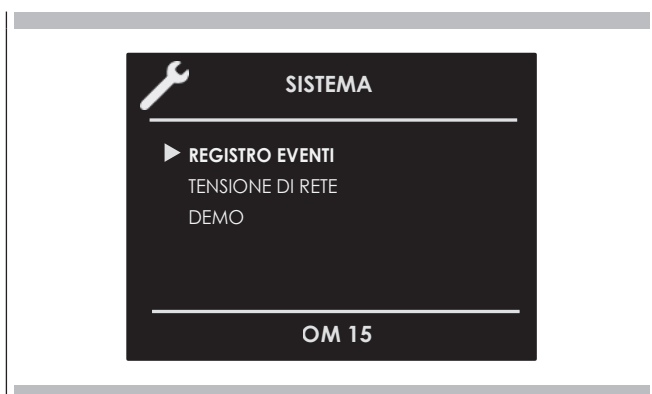 SISTEMA
REGISTRO EVENTI
TENSIONE DI RETE
DEMO
OM 15